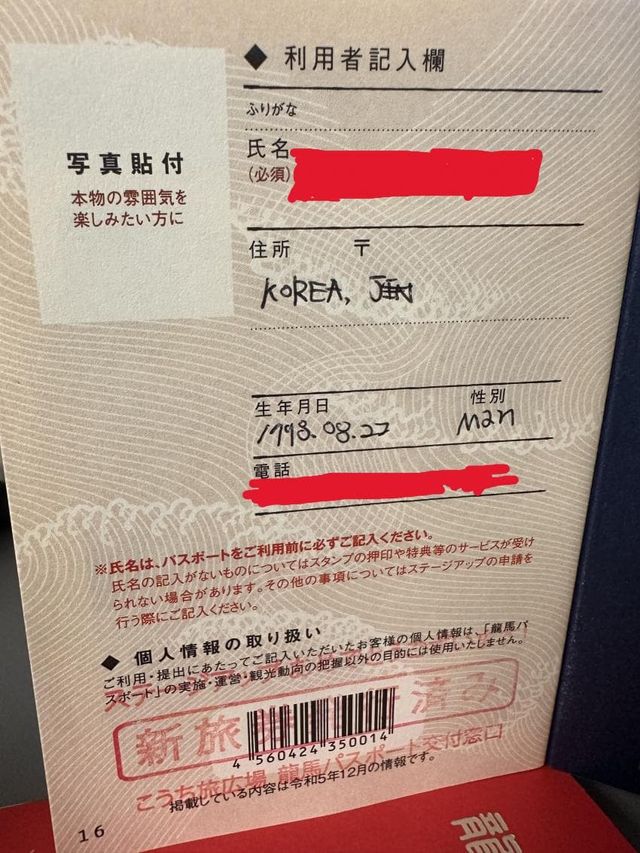 ◆ 利用者記入欄
ふりがな
氏名
(必須)
写真貼付
本物の雰囲気を
楽しみたい方に
住所 〒
KOREA,
生年月日 性別
1998.08.27 Man
電話
※氏名は、パスポートをご利用前に必ずご記入ください。
氏名の記入がないものについてはスタンプの押印や特典等のサービスが受け
られない場合があります。その他の事項についてはステージアップの申請を
行う際にご記入ください。
◆ 個人情報の取り扱い
ご利用・提出にあたってご記入いただいたお客様の個人情報は、「龍馬パ
スポート」の実施・運営・観光動向の把握以外の目的には使用いたしません。
新旅 済み
4 560424 350014
こうち旅広場 龍馬パスポート交付窓口
掲載している内容は令和5年12月の情報です。
16
龍